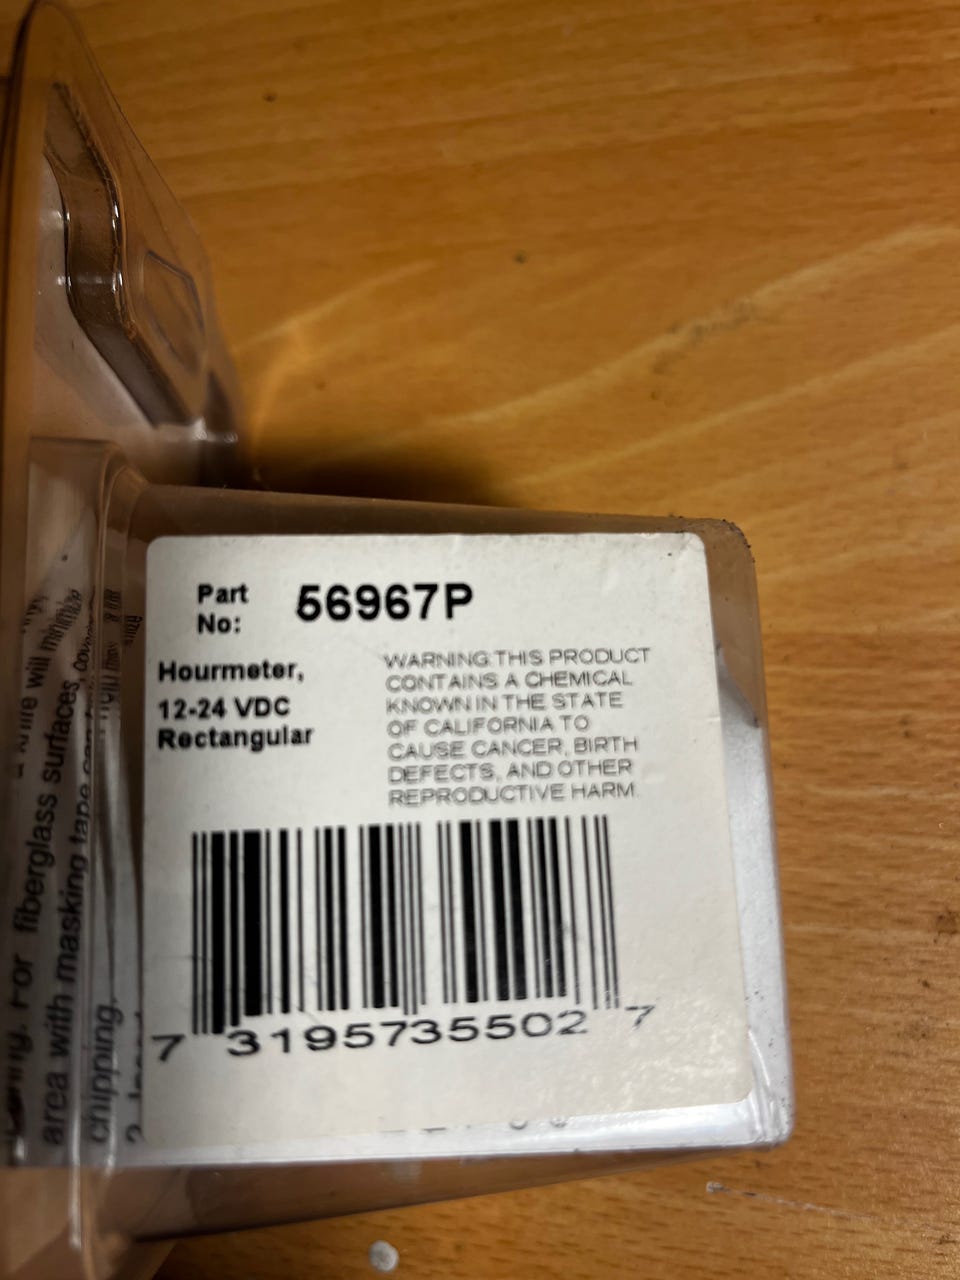 Part
No:
56967P
Hourmeter,
12-24 VDC
Rectangular
WARNING:THIS PRODUCT
CONTAINS A CHEMICAL
KNOWN IN THE STATE
OF CALIFORNIA TO
CAUSE CANCER, BIRTH
DEFECTS, AND OTHER
REPRODUCTIVE HARM.
7 3195735502 7
For fiberglass surfaces,
area with masking tape
chipping.